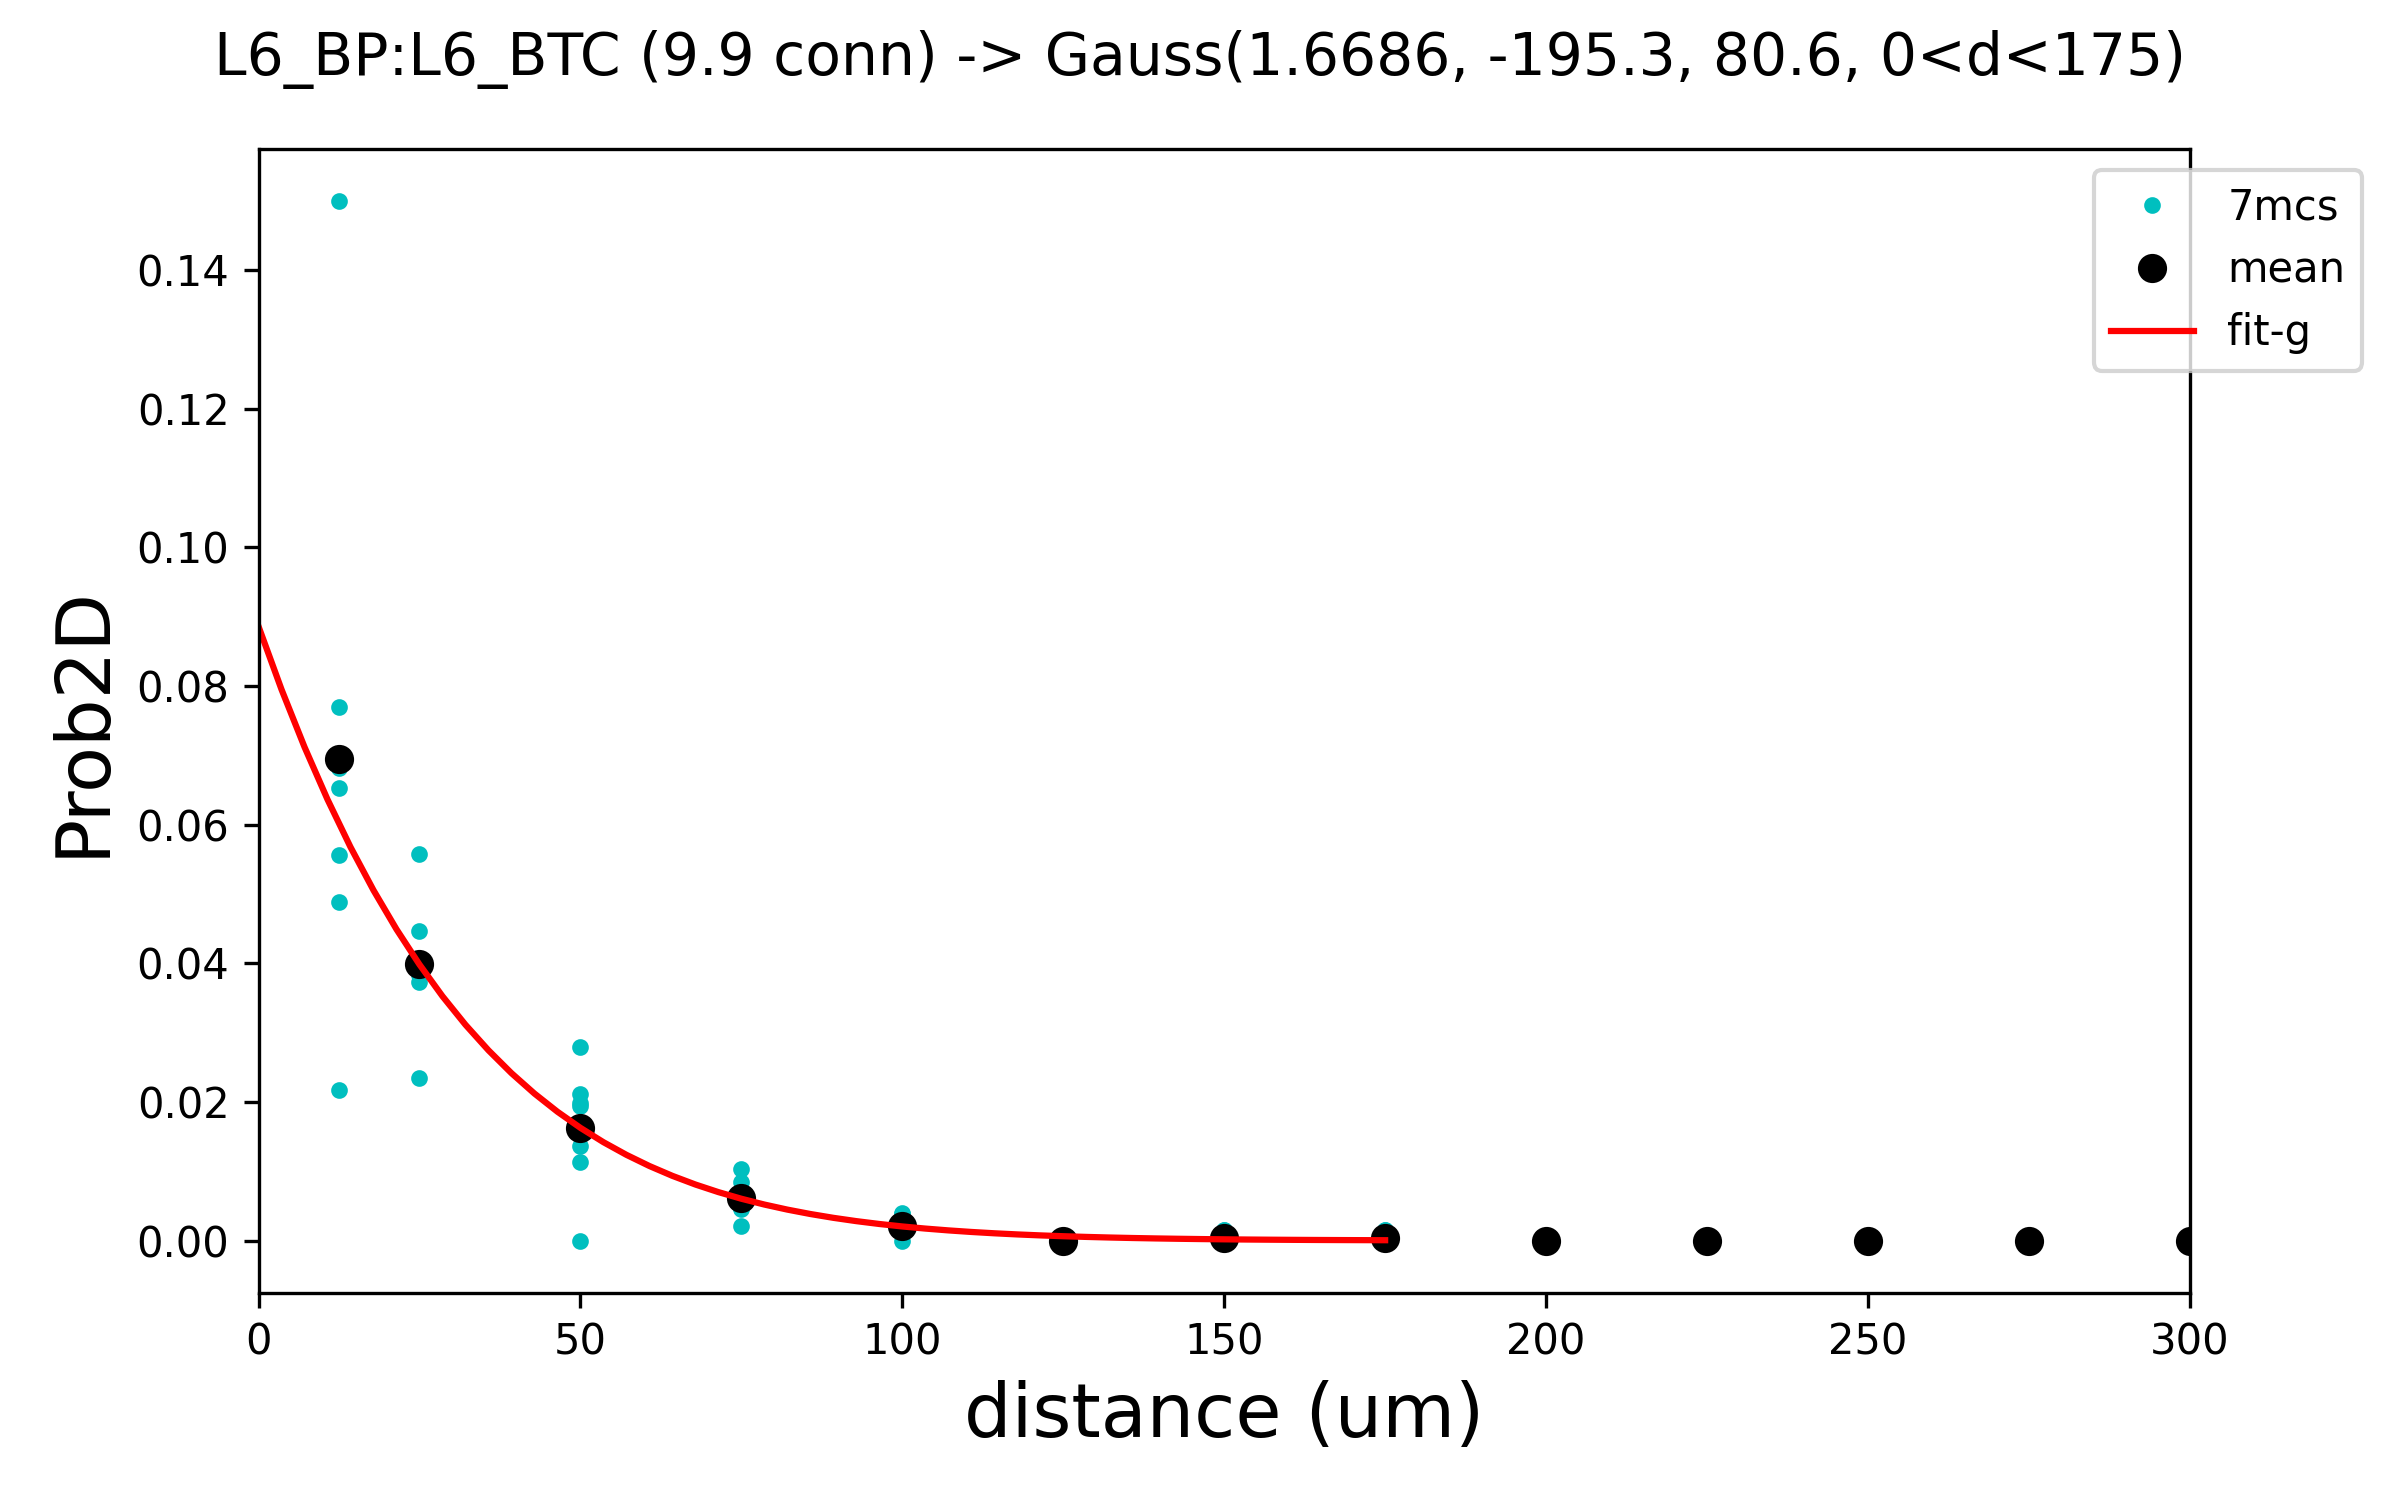 L6_BP:L6_BTC (9.9 conn) -> Gauss(1.6686, -195.3, 80.6, 0<d<175)
7mcs
mean
fit-g
Prob2D
0.14
0.12
0.10
0.08
0.06
0.04
0.02
0.00
0 50 100 150 200 250 300
distance (um)